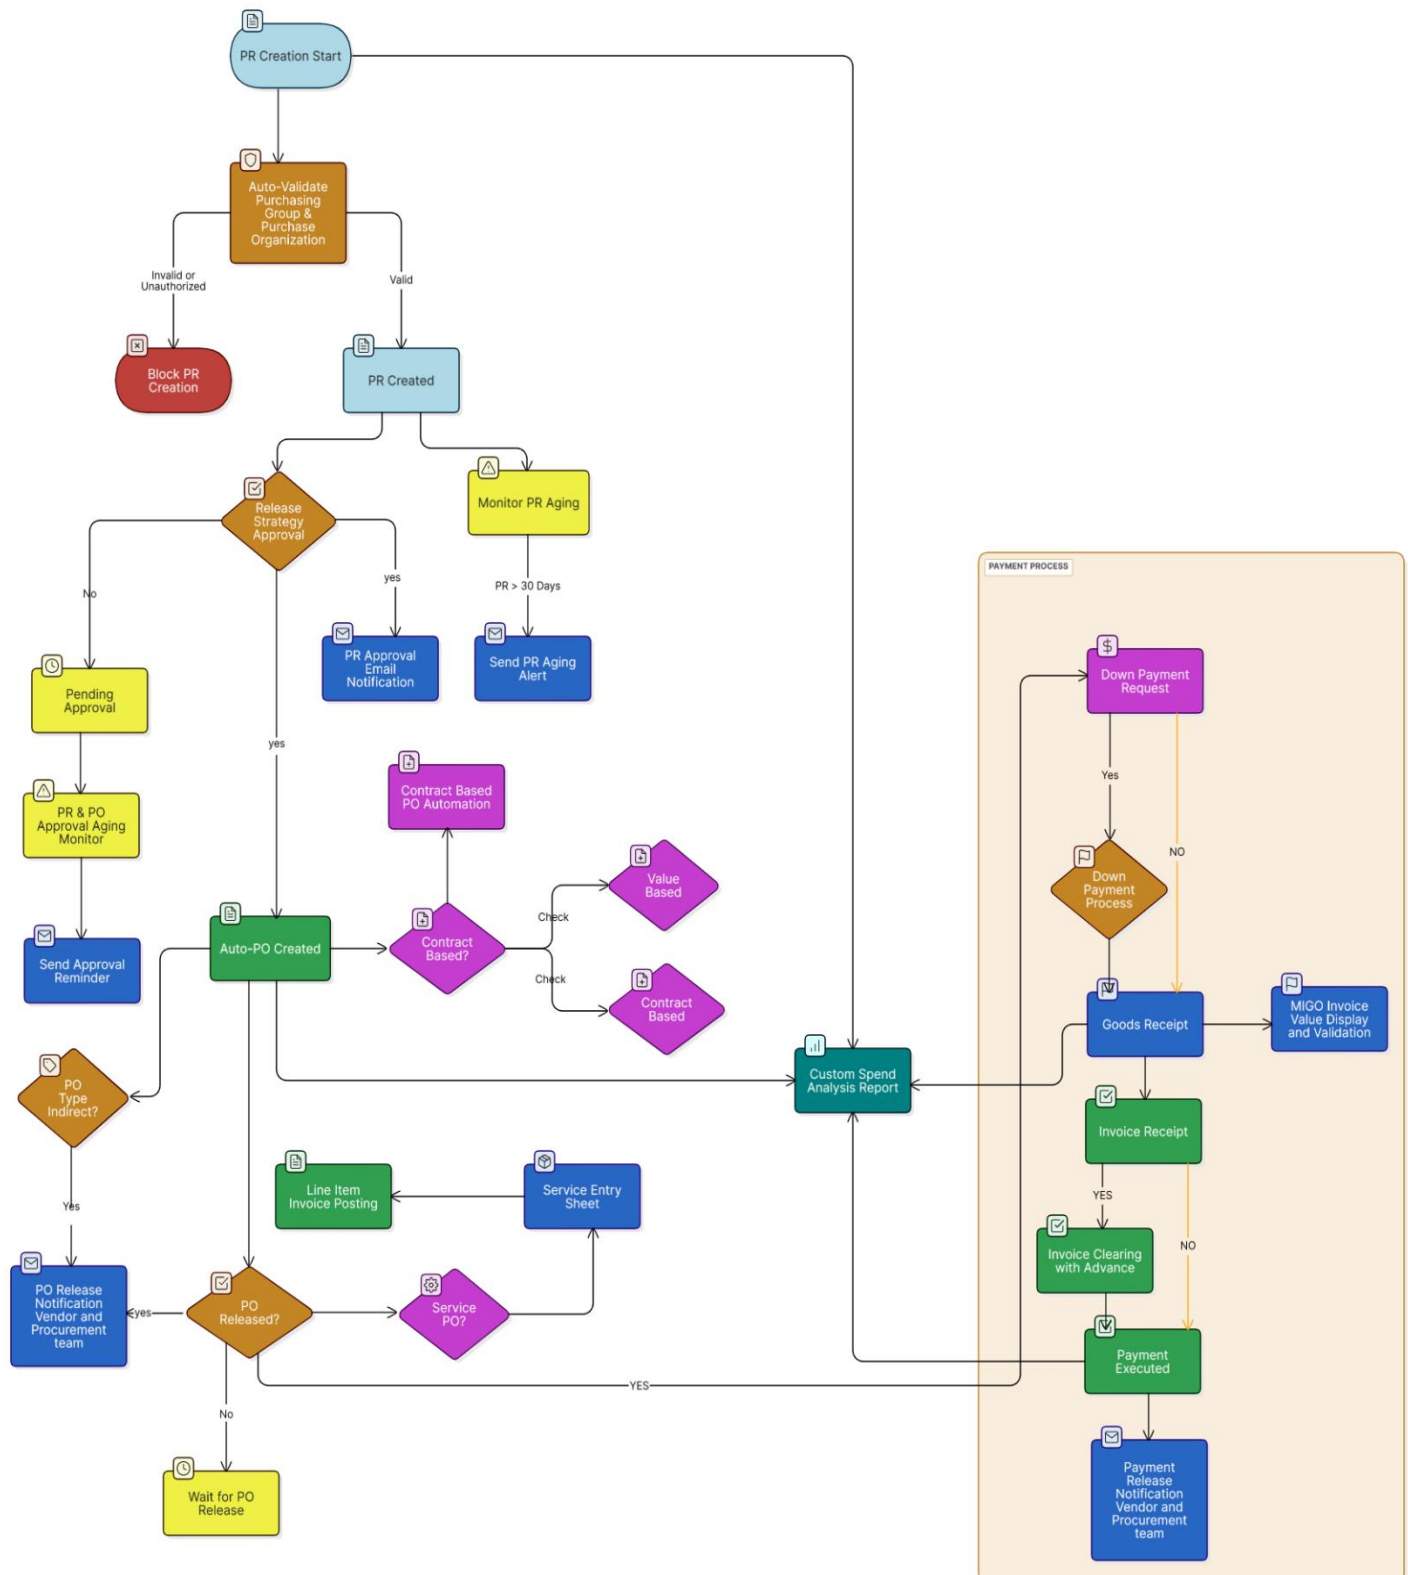 PR Creation Start
Auto-Validate
Purchasing
Group &
Purchase
Organization
Invalid or
Unauthorized
Valid
Block PR
Creation
PR Created
Release
Strategy
Approval
Monitor PR Aging
No
yes
PR > 30 Days
PR Approval
Email
Notification
Send PR Aging
Alert
Pending
Approval
yes
PR & PO
Approval Aging
Monitor
Contract Based
PO Automation
Value
Based
Check
Auto-PO Created
Contract
Based?
Check
Contract
Based
Send Approval
Reminder
PO
Type
Indirect?
Custom Spend
Analysis Report
Yes
Line Item
Invoice Posting
Service Entry
Sheet
PO Release
Notification
Vendor and
Procurement
team
yes
PO
Released?
Service
PO?
YES
No
Wait for PO
Release
PAYMENT PROCESS
Down Payment
Request
Yes
NO
Down
Payment
Process
Goods Receipt
MIGO Invoice
Value Display
and Validation
Invoice Receipt
YES
NO
Invoice Clearing
with Advance
Payment
Executed
Payment
Release
Notification
Vendor and
Procurement
team